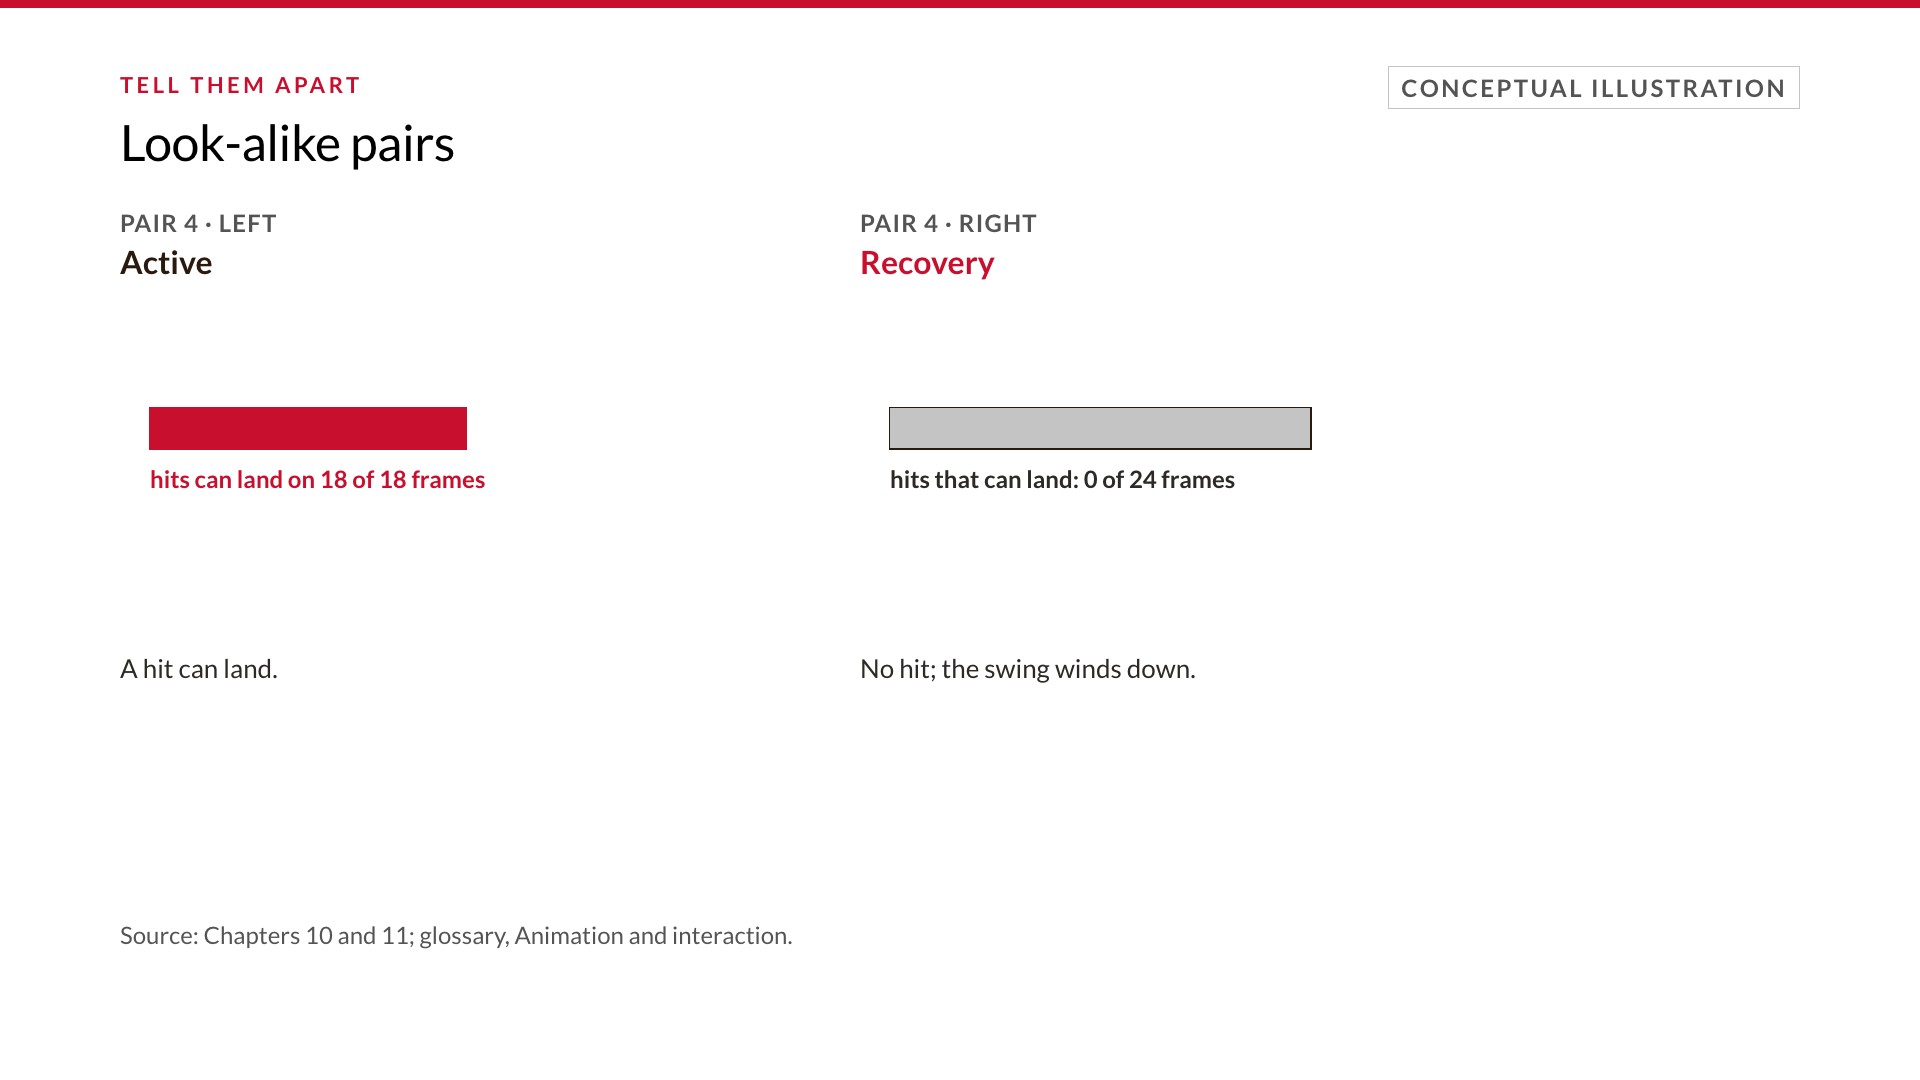 TELL THEM APART
CONCEPTUAL ILLUSTRATION
Look-alike pairs
PAIR 4 · LEFT
Active
hits can land on 18 of 18 frames
A hit can land.
PAIR 4 · RIGHT
Recovery
hits that can land: 0 of 24 frames
No hit; the swing winds down.
Source: Chapters 10 and 11; glossary, Animation and interaction.